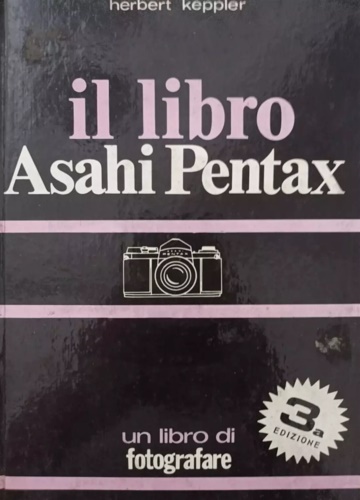 herbert keppler
il libro
Asahi Pentax
un libro di
fotografare
3a
EDIZIONE